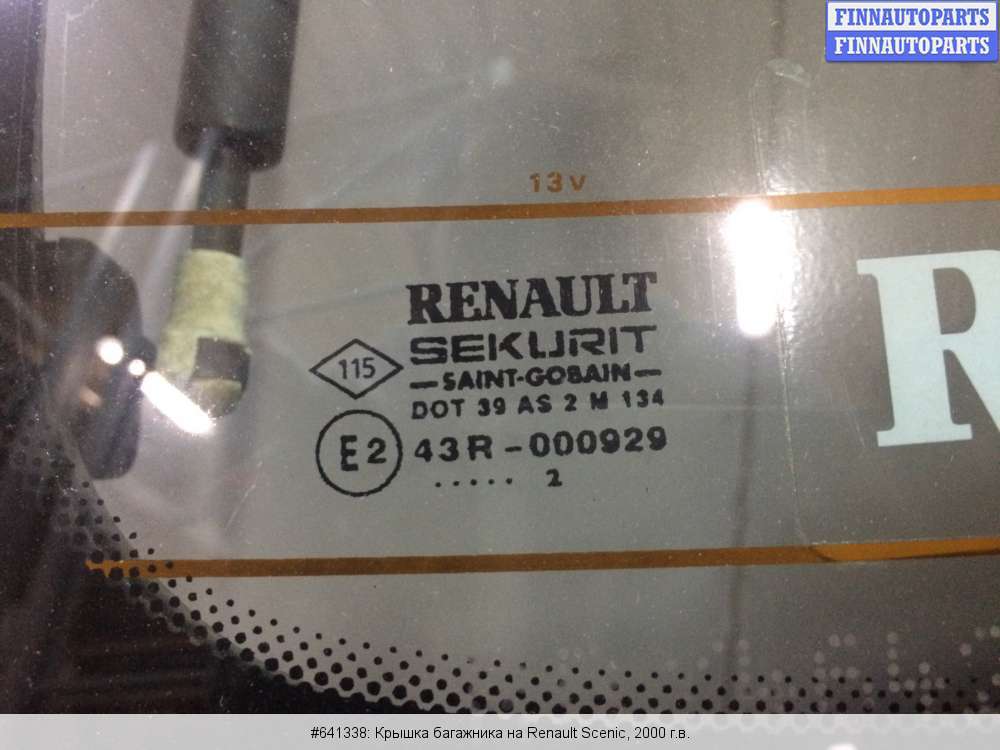 FINNAUTOPARTS
FINNAUTOPARTS
13V
RENAULT
SEKURIT
115
SAINT-GOBAIN
DOT 39 AS 2 M 134
E2
43R-000929
..... 2
R
#641338: Крышка багажника на Renault Scenic, 2000 г.в.